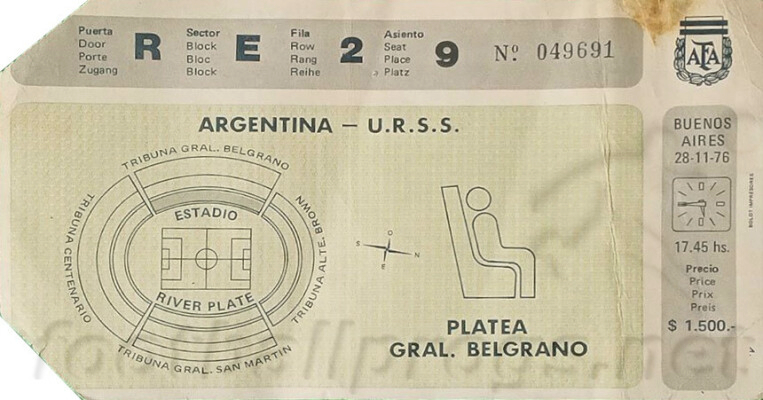 Puerta
Door
Porte
Zugang
R
Sector
Block
Bloc
Block
E
Fila
Row
Rang
Reihe
2
Asiento
Seat
Place
Platz
9
Nº 049691
AFA
ARGENTINA – U.R.S.S.
TRIBUNA GRAL. BELGRANO
TRIBUNA CENTENARIO
ESTADIO
RIVER PLATE
TRIBUNA ALTE. BROWN
TRIBUNA GRAL. SAN MARTIN
O
S
N
E
PLATEA
GRAL. BELGRANO
BUENOS
AIRES
28-11-76
17.45 hs.
Precio
Price
Prix
Preis
$ 1.500.-